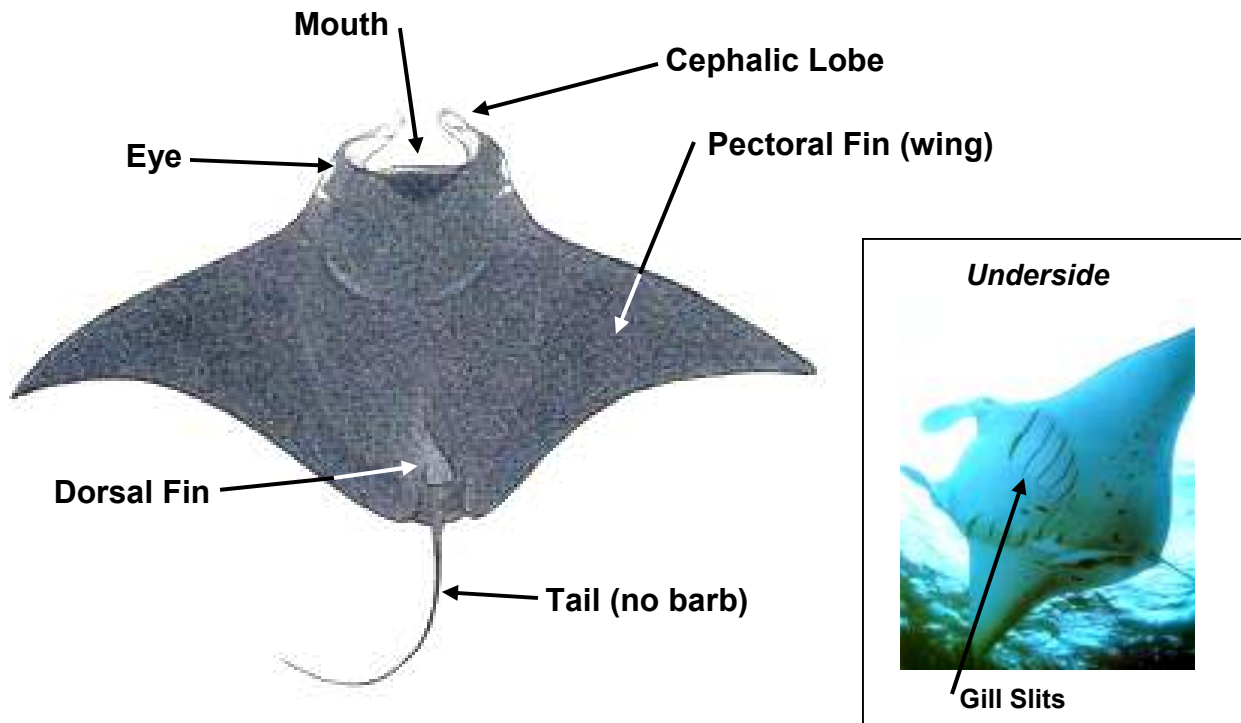 Mouth
Cephalic Lobe
Eye
Pectoral Fin (wing)
Underside
Dorsal Fin
Tail (no barb)
Gill Slits